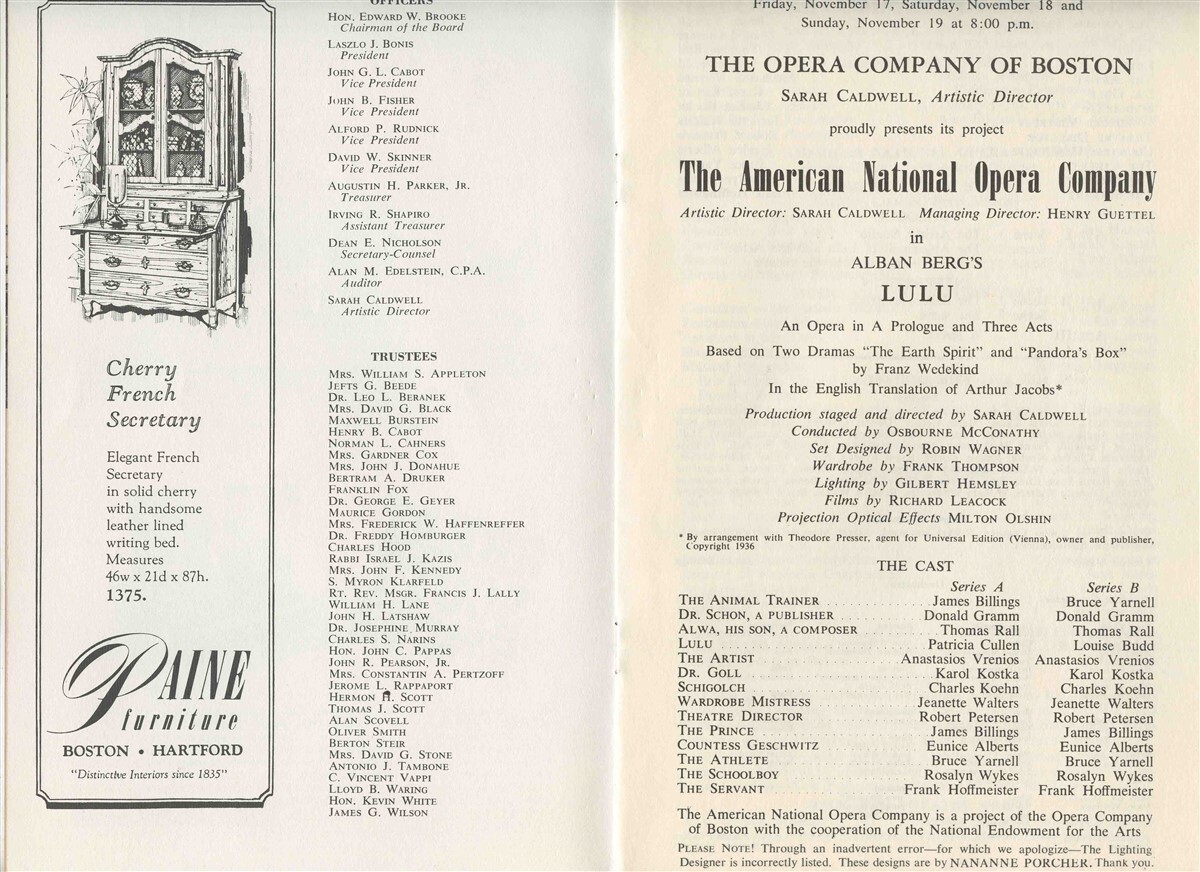 Cherry
French
Secretary
Elegant French
Secretary
in solid cherry
with handsome
leather lined
writing bed.
Measures
46w x 21d x 87h.
1375.
PAINE
furniture
BOSTON • HARTFORD
"Distinctive Interiors since 1835"
OFFICERS
HON. EDWARD W. BROOKE
Chairman of the Board
LASZLO J. BONIS
President
JOHN G. L. CABOT
Vice President
JOHN B. FISHER
Vice President
ALFORD P. RUDNICK
Vice President
DAVID W. SKINNER
Vice President
AUGUSTIN H. PARKER, JR.
Treasurer
IRVING R. SHAPIRO
Assistant Treasurer
DEAN E. NICHOLSON
Secretary-Counsel
ALAN M. EDELSTEIN, C.P.A.
Auditor
SARAH CALDWELL
Artistic Director
TRUSTEES
MRS. WILLIAM S. APPLETON
JEFTS G. BEEDE
DR. LEO L. BERANEK
MRS. DAVID G. BLACK
MAXWELL BURSTEIN
HENRY B. CABOT
NORMAN L. CAHNERS
MRS. GARDNER COX
MRS. JOHN J. DONAHUE
BERTRAM A. DRUKER
FRANKLIN FOX
DR. GEORGE E. GEYER
MAURICE GORDON
MRS. FREDERICK W. HAFFENREFFER
DR. FREDDY HOMBURGER
CHARLES HOOD
RABBI ISRAEL J. KAZIS
MRS. JOHN F. KENNEDY
S. MYRON KLARFELD
RT. REV. MSGR. FRANCIS J. LALLY
WILLIAM H. LANE
JOHN H. LATSHAW
DR. JOSEPHINE MURRAY
CHARLES S. NARINS
HON. JOHN C. PAPPAS
JOHN R. PEARSON, JR.
MRS. CONSTANTIN A. PERTZOFF
JEROME L. RAPPAPORT
HERMON H. SCOTT
THOMAS J. SCOTT
ALAN SCOVELL
OLIVER SMITH
BERTON STEIR
MRS. DAVID G. STONE
ANTONIO J. TAMBONE
C. VINCENT VAPPI
LLOYD B. WARING
HON. KEVIN WHITE
JAMES G. WILSON
Friday, November 17, Saturday, November 18 and
Sunday, November 19 at 8:00 p.m.
THE OPERA COMPANY OF BOSTON
SARAH CALDWELL, Artistic Director
proudly presents its project
The American National Opera Company
Artistic Director: SARAH CALDWELL Managing Director: HENRY GUETTEL
in
ALBAN BERG'S
LULU
An Opera in A Prologue and Three Acts
Based on Two Dramas "The Earth Spirit" and "Pandora's Box"
by Franz Wedekind
In the English Translation of Arthur Jacobs*
Production staged and directed by SARAH CALDWELL
Conducted by OSBOURNE MCCONATHY
Set Designed by ROBIN WAGNER
Wardrobe by FRANK THOMPSON
Lighting by GILBERT HEMSLEY
Films by RICHARD LEACOCK
Projection Optical Effects MILTON OLSHIN
* By arrangement with Theodore Presser, agent for Universal Edition (Vienna), owner and publisher,
Copyright 1936
THE CAST
Series A Series B
THE ANIMAL TRAINER James Billings Bruce Yarnell
DR. SCHON, A PUBLISHER Donald Gramm Donald Gramm
ALWA, HIS SON, A COMPOSER Thomas Rall Thomas Rall
LULU Patricia Cullen Louise Budd
THE ARTIST Anastasios Vrenios Anastasios Vrenios
DR. GOLL Karol Kostka Karol Kostka
SCHIGOLCH Charles Koehn Charles Koehn
WARDROBE MISTRESS Jeanette Walters Jeanette Walters
THEATRE DIRECTOR Robert Petersen Robert Petersen
THE PRINCE James Billings James Billings
COUNTESS GESCHWITZ Eunice Alberts Eunice Alberts
THE ATHLETE Bruce Yarnell Bruce Yarnell
THE SCHOOLBOY Rosalyn Wykes Rosalyn Wykes
THE SERVANT Frank Hoffmeister Frank Hoffmeister
The American National Opera Company is a project of the Opera Company
of Boston with the cooperation of the National Endowment for the Arts
PLEASE NOTE! Through an inadvertent error—for which we apologize—The Lighting
Designer is incorrectly listed. These designs are by NANANNE PORCHER. Thank you.